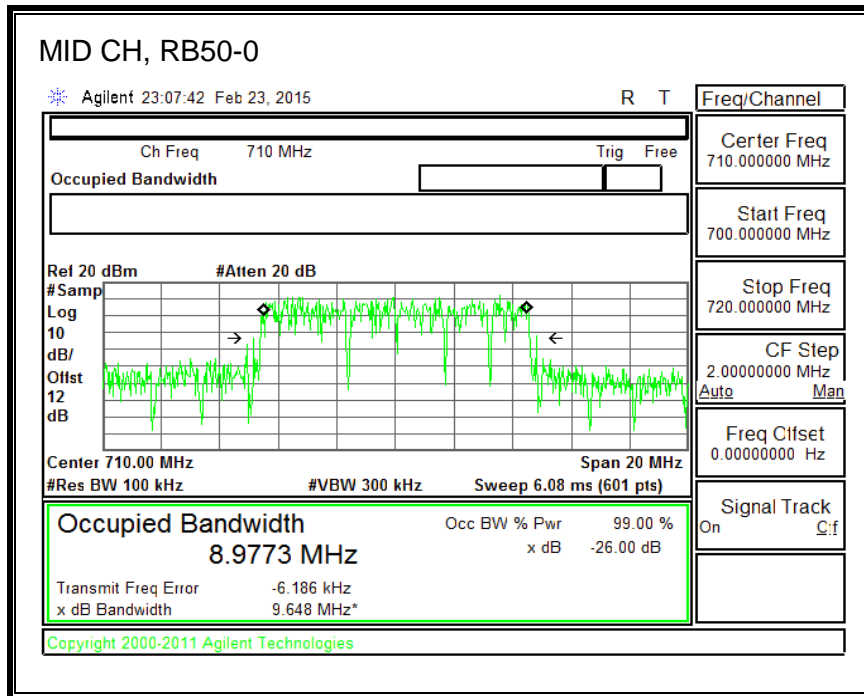 MID CH, RB50-0
Agilent 23:07:42 Feb 23, 2015 R T
Freq/Channel
Ch Freq 710 MHz Trig Free
Occupied Bandwidth
Center Freq
710.000000 MHz
Start Freq
700.000000 MHz
Stop Freq
720.000000 MHz
CF Step
2.00000000 MHz
Auto Man
Freq Offset
0.00000000 Hz
Signal Track
On
Ref 20 dBm #Atten 20 dB
#Samp
Log
10
dB/
Offst
12
dB
Center 710.00 MHz Span 20 MHz
#Res BW 100 kHz #VBW 300 kHz Sweep 6.08 ms (601 pts)
Occupied Bandwidth
8.9773 MHz
Occ BW % Pwr 99.00 %
x dB -26.00 dB
Transmit Freq Error -6.186 kHz
x dB Bandwidth 9.648 MHz*
Copyright 2000-2011 Agilent Technologies